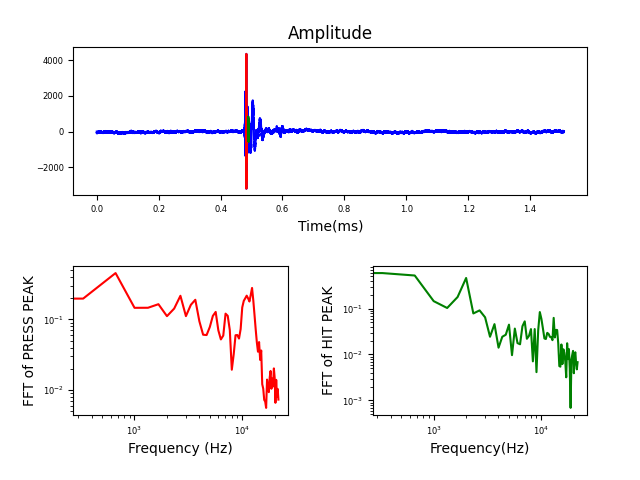 Amplitude
4000
2000
0
−2000
0.0 0.2 0.4 0.6 0.8 1.0 1.2 1.4
Time(ms)
FFT of PRESS PEAK
10⁻¹
10⁻²
10³ 10⁴
Frequency (Hz)
FFT of HIT PEAK
10⁻¹
10⁻²
10⁻³
10³ 10⁴
Frequency(Hz)